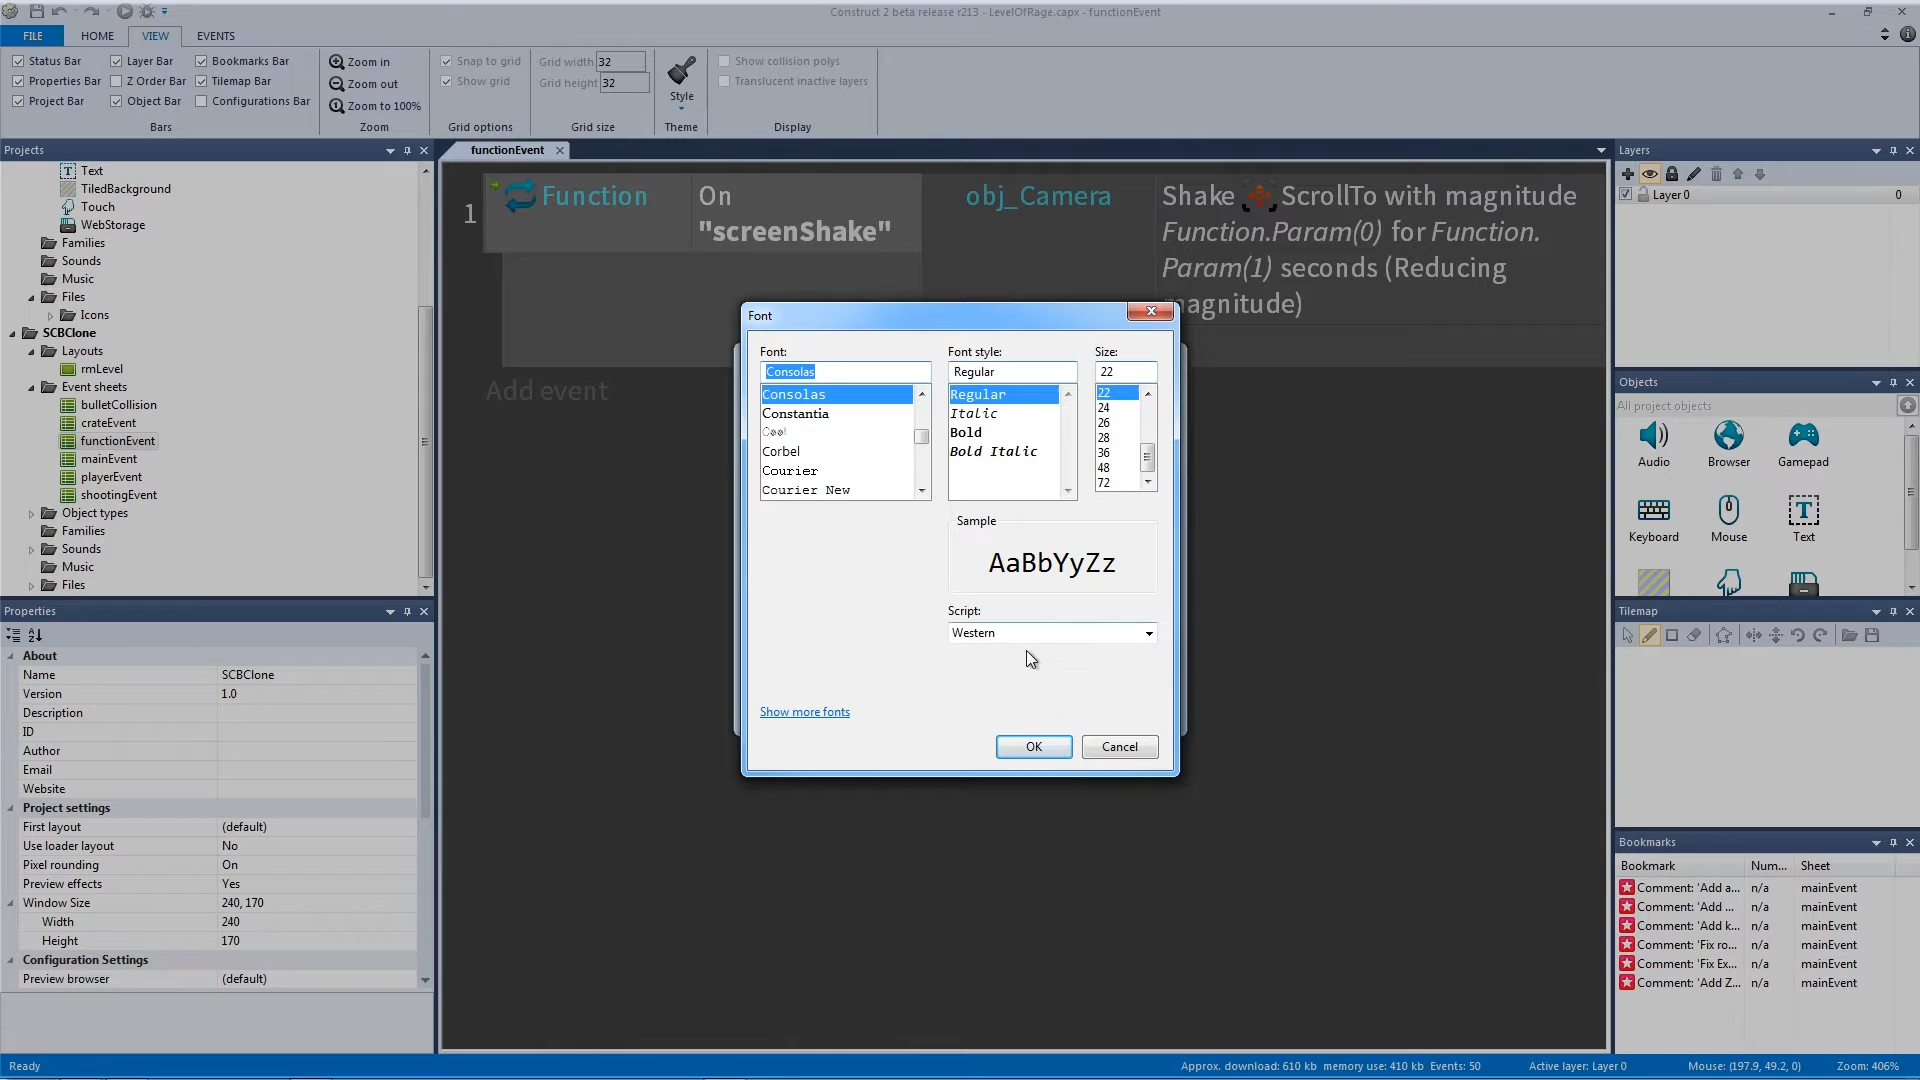 Construct 2 beta release r213 - LevelOfRage.capx - functionEvent
FILE HOME VIEW EVENTS
Status Bar Layer Bar Bookmarks Bar
Properties Bar Z Order Bar Tilemap Bar
Project Bar Object Bar Configurations Bar
Bars
Zoom in
Zoom out
Zoom to 100%
Zoom
Snap to grid
Show grid
Grid options
Grid width 32
Grid height 32
Grid size
Style
Theme
Show collision polys
Translucent inactive layers
Display
Projects
Text
TiledBackground
Touch
WebStorage
Families
Sounds
Music
Files
Icons
SCBClone
Layouts
rmLevel
Event sheets
bulletCollision
crateEvent
functionEvent
mainEvent
playerEvent
shootingEvent
Object types
Families
Sounds
Music
Files
Properties
About
Name SCBClone
Version 1.0
Description
ID
Author
Email
Website
Project settings
First layout (default)
Use loader layout No
Pixel rounding On
Preview effects Yes
Window Size 240, 170
Width 240
Height 170
Configuration Settings
Preview browser (default)
functionEvent
1
Function
On
"screenShake"
obj_Camera
Shake ScrollTo with magnitude
Function.Param(0) for Function.
Param(1) seconds (Reducing
magnitude)
Add event
Font
Font: Font style: Size:
Consolas Regular 22
Consolas
Constantia
Cool
Corbel
Courier
Courier New
Regular
Italic
Bold
Bold Italic
22
24
26
28
36
48
72
Sample
AaBbYyZz
Script:
Western
Show more fonts
OK Cancel
Layers
Layer 0 0
Objects
All project objects
Audio Browser Gamepad
Keyboard Mouse Text
T
Tilemap
Bookmarks
Bookmark Num... Sheet
Comment: 'Add a... n/a mainEvent
Comment: 'Add ... n/a mainEvent
Comment: 'Add k... n/a mainEvent
Comment: 'Fix ro... n/a mainEvent
Comment: 'Fix Ex... n/a mainEvent
Comment: 'Add Z... n/a mainEvent
Ready
Approx. download: 610 kb memory use: 410 kb Events: 50 Active layer: Layer 0 Mouse: (197.9, 49.2, 0) Zoom: 406%